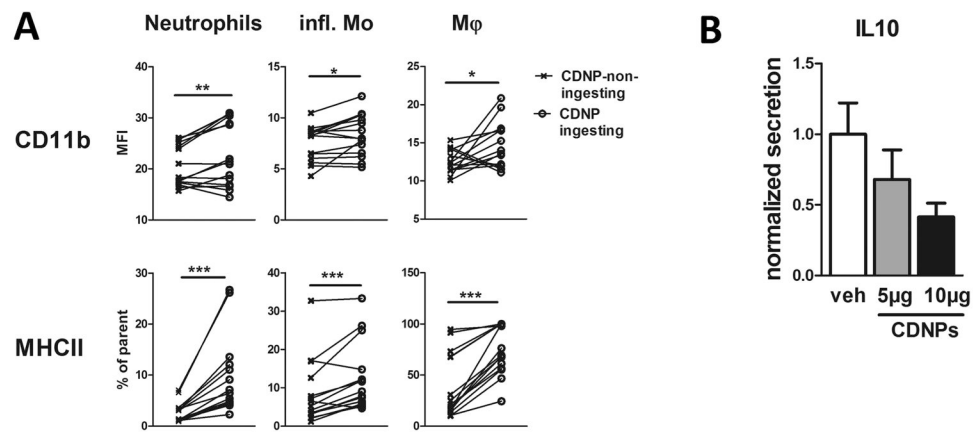 A
Neutrophils
infl. Mo
Mφ
CD11b
MFI
40
30
20
10
**
15
10
5
0
*
25
20
15
10
5
*
CDNP-non-
ingesting
CDNP
ingesting
MHCII
% of parent
30
20
10
0
***
40
30
20
10
0
***
150
100
50
0
***
B
IL10
normalized secretion
1.5
1.0
0.5
0.0
veh
5µg
10µg
CDNPs